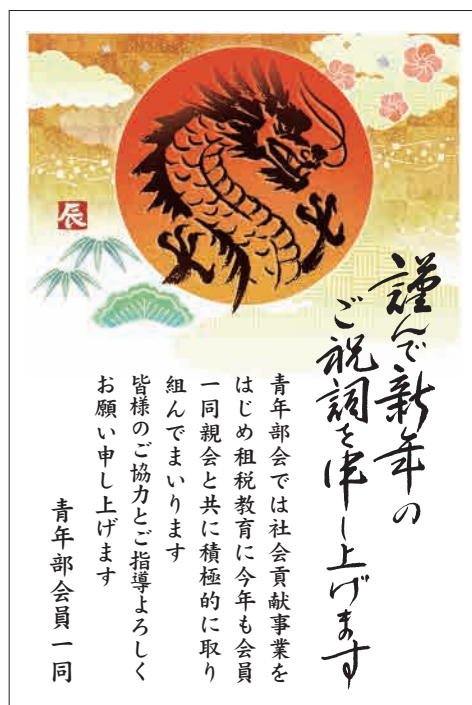 謹んで新年の
ご祝詞を申し上げます
青年部会では社会貢献事業を
はじめ租税教育に今年も会員
一同親会と共に積極的に取り
組んでまいります
皆様のご協力とご指導よろしく
お願い申し上げます
青年部会員一同
辰